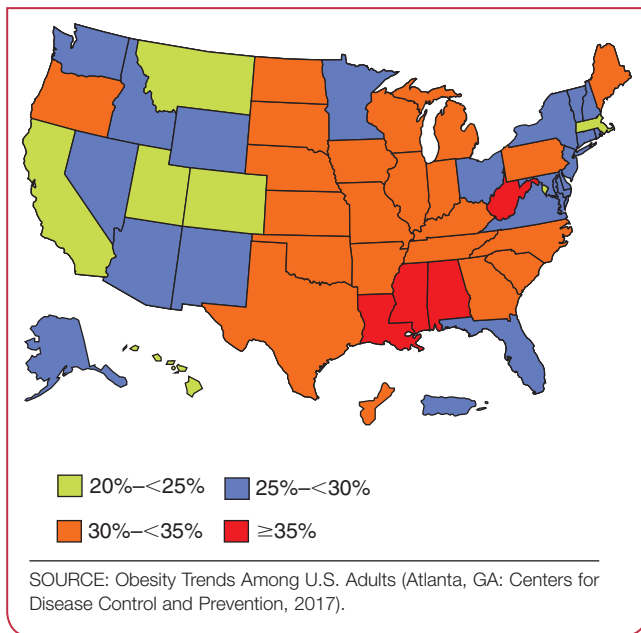 20%–<25%
25%–<30%
30%–<35%
≥35%
SOURCE: Obesity Trends Among U.S. Adults (Atlanta, GA: Centers for
Disease Control and Prevention, 2017).